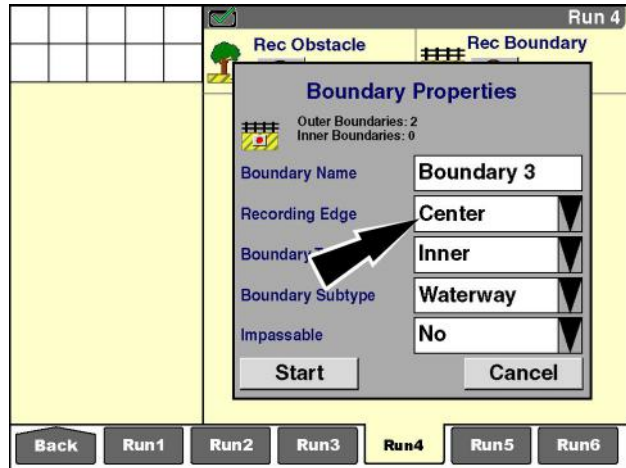 Run 4
Rec Obstacle
Rec Boundary
Boundary Properties
Outer Boundaries: 2
Inner Boundaries: 0
Boundary Name
Boundary 3
Recording Edge
Center
Boundary
Inner
Boundary Subtype
Waterway
Impassable
No
Start
Cancel
Back
Run1
Run2
Run3
Run4
Run5
Run6